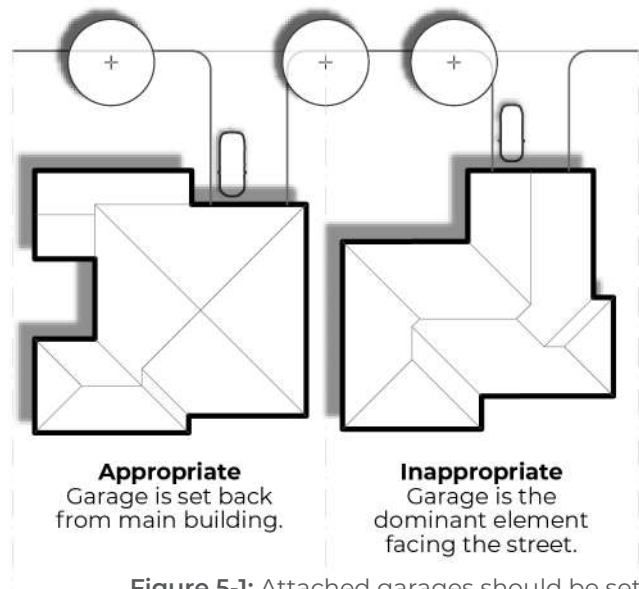 Appropriate
Garage is set back
from main building.
Inappropriate
Garage is the
dominant element
facing the street.
Figure 5-1: Attached garages should be set